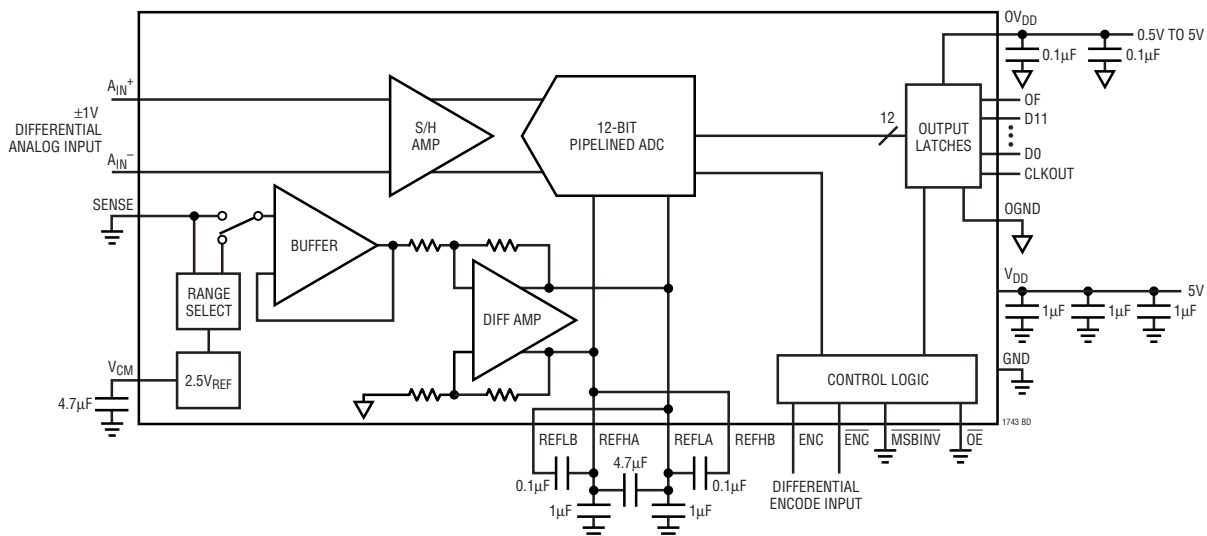 OVDD
0.5V TO 5V
0.1µF
0.1µF
AIN+
±1V
DIFFERENTIAL
ANALOG INPUT
AIN–
S/H
AMP
12-BIT
PIPELINED ADC
12
OUTPUT
LATCHES
OF
D11
D0
CLKOUT
OGND
SENSE
BUFFER
RANGE
SELECT
DIFF AMP
VDD
5V
1µF
1µF
1µF
GND
VCM
2.5VREF
4.7µF
CONTROL LOGIC
1743 BD
REFLB
REFHA
REFLA
REFHB
ENC
ENC
MSBINV
OE
4.7µF
0.1µF
0.1µF
1µF
1µF
DIFFERENTIAL
ENCODE INPUT